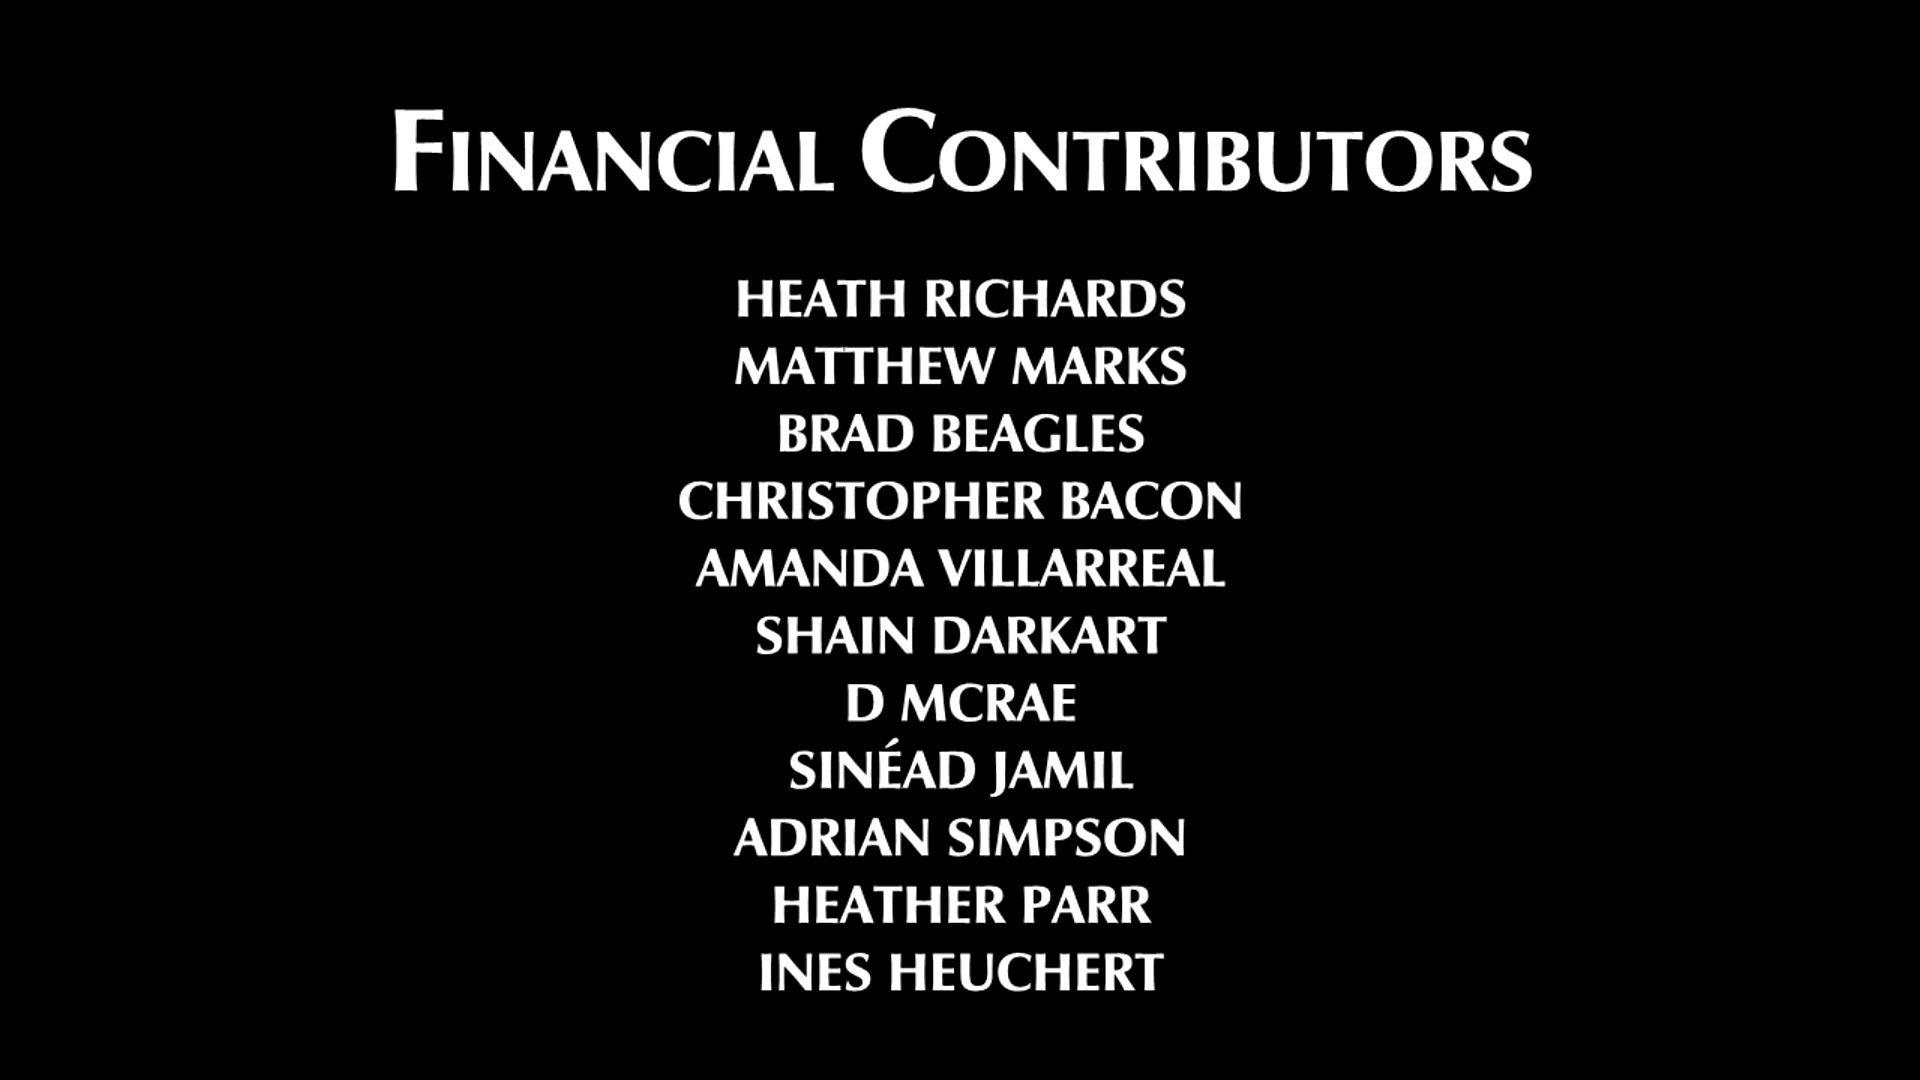 FINANCIAL CONTRIBUTORS
HEATH RICHARDS
MATTHEW MARKS
BRAD BEAGLES
CHRISTOPHER BACON
AMANDA VILLARREAL
SHAIN DARKART
D MCRAE
SINÉAD JAMIL
ADRIAN SIMPSON
HEATHER PARR
INES HEUCHERT